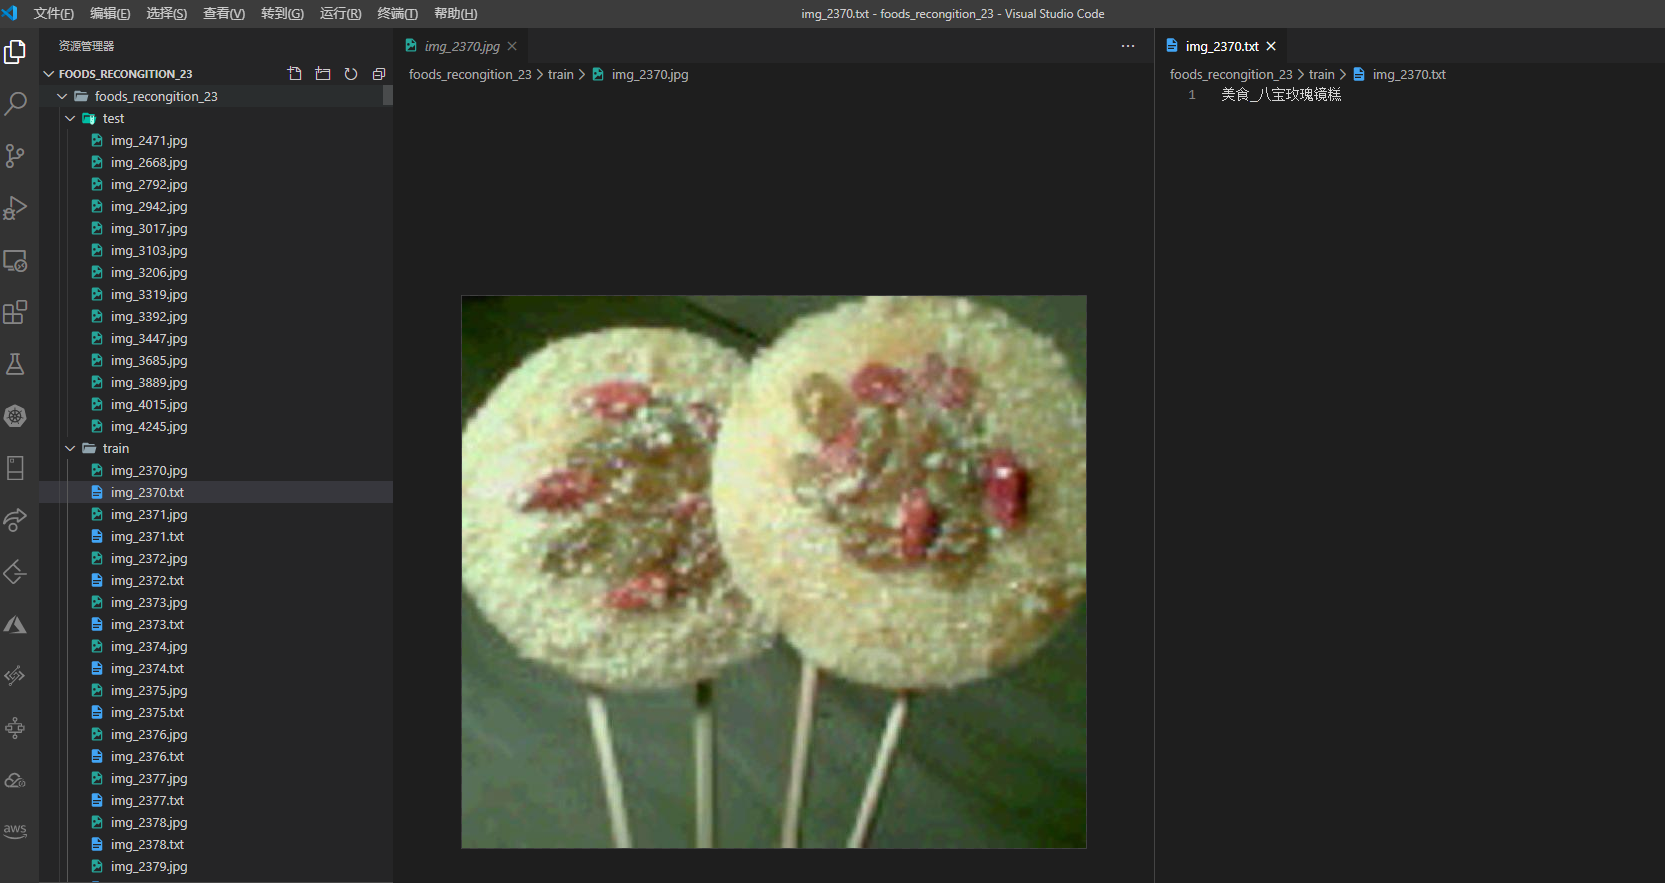 文件(F) 编辑(E) 选择(S) 查看(V) 转到(G) 运行(R) 终端(T) 帮助(H)
img_2370.txt - foods_recongition_23 - Visual Studio Code
资源管理器
FOODS_RECONGITION_23
foods_recongition_23
test
img_2471.jpg
img_2668.jpg
img_2792.jpg
img_2942.jpg
img_3017.jpg
img_3103.jpg
img_3206.jpg
img_3319.jpg
img_3392.jpg
img_3447.jpg
img_3685.jpg
img_3889.jpg
img_4015.jpg
img_4245.jpg
train
img_2370.jpg
img_2370.txt
img_2371.jpg
img_2371.txt
img_2372.jpg
img_2372.txt
img_2373.jpg
img_2373.txt
img_2374.jpg
img_2374.txt
img_2375.jpg
img_2375.txt
img_2376.jpg
img_2376.txt
img_2377.jpg
img_2377.txt
img_2378.jpg
img_2378.txt
img_2379.jpg
aws
img_2370.jpg
foods_recongition_23 > train > img_2370.jpg
img_2370.txt
foods_recongition_23 > train > img_2370.txt
1 美食_八宝玫瑰镜糕